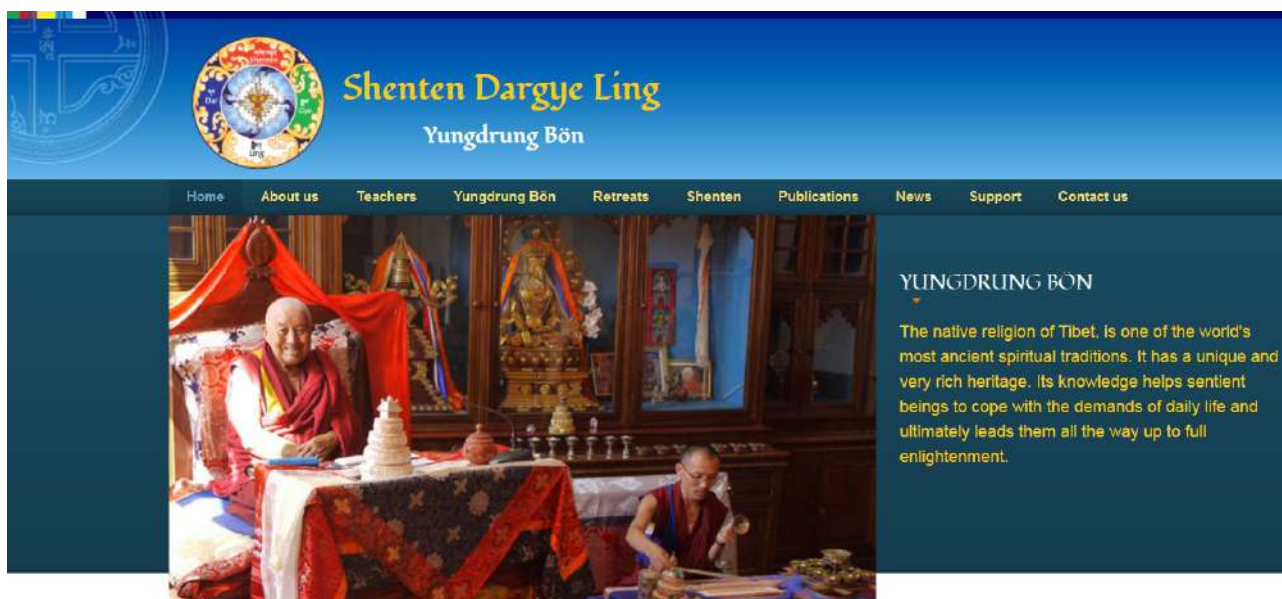 Shenten Dargye Ling
Yungdrung Bön
Home About us Teachers Yungdrung Bön Retreats Shenten Publications News Support Contact us
YUNGDRUNG BÖN
The native religion of Tibet, is one of the world's
most ancient spiritual traditions. It has a unique and
very rich heritage. Its knowledge helps sentient
beings to cope with the demands of daily life and
ultimately leads them all the way up to full
enlightenment.